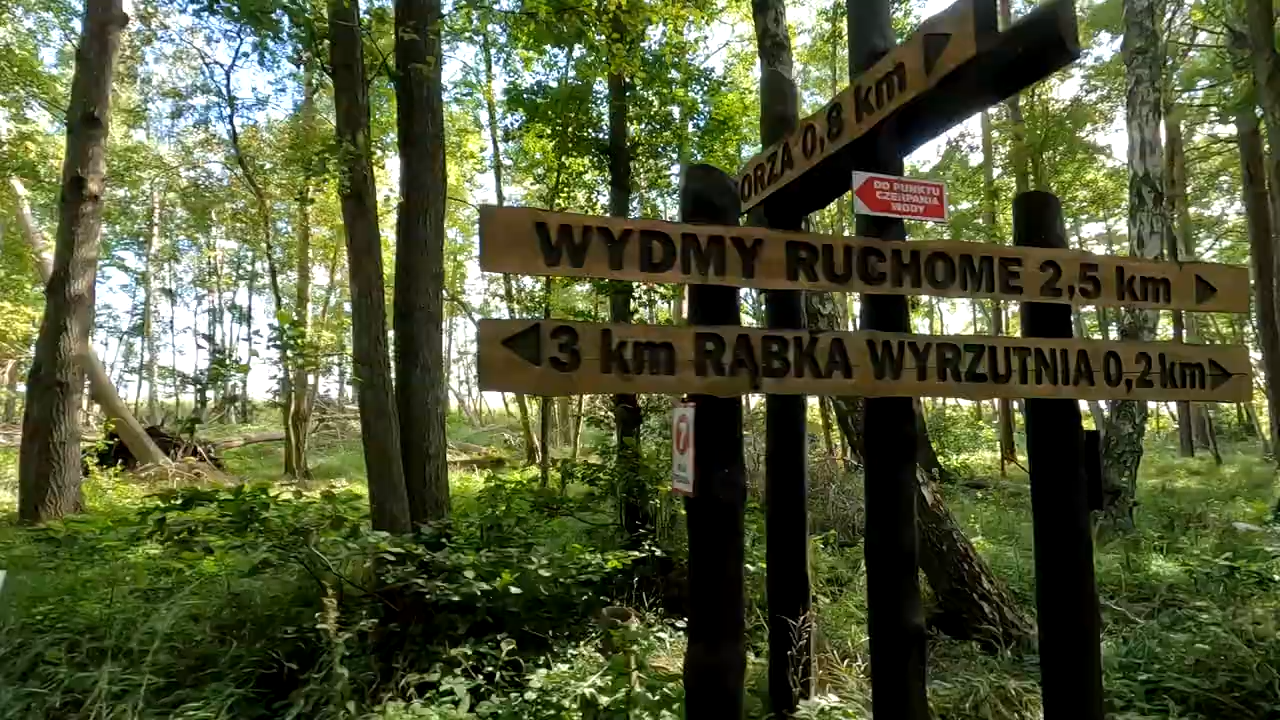 0,8 km
DO PUNKTU
CZERPANIA
WODY
WYDMY RUCHOME 2,5 km
3 km RĄBKA WYRZUTNIA 0,2 km
7